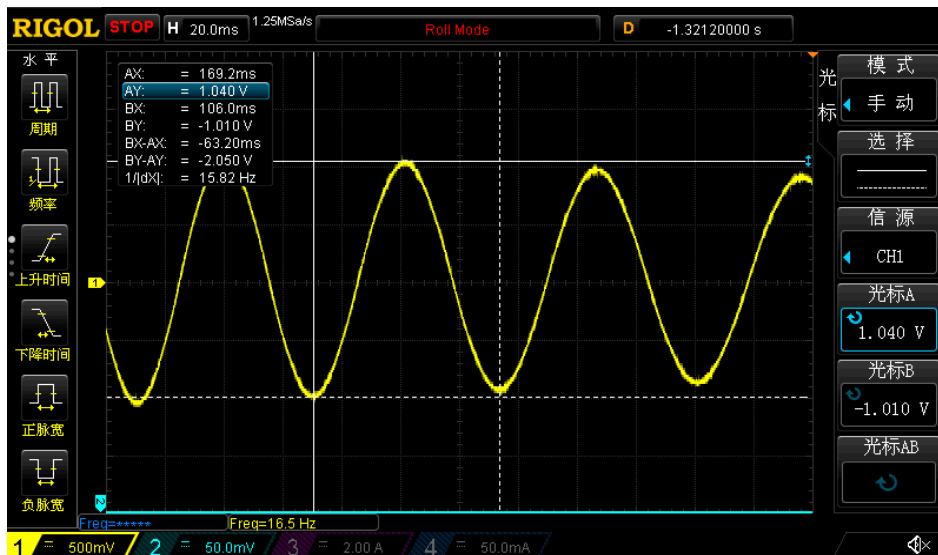 RIGOL STOP H 20.0ms 1.25MSa/s Roll Mode D -1.32120000 s
水平
周期
频率
上升时间
下降时间
正脉宽
负脉宽
AX: = 169.2ms
AY: = 1.040 V
BX: = 106.0ms
BY: = -1.010 V
BX-AX: = -63.20ms
BY-AY: = -2.050 V
1/|dX|: = 15.82 Hz
1
2
光标
模式
手动
选择
信源
CH1
光标A
1.040 V
光标B
-1.010 V
光标AB
Freq=***** Freq=16.5 Hz
1 = 500mV 2 = 50.0mV 3 = 2.00 A 4 = 50.0mA